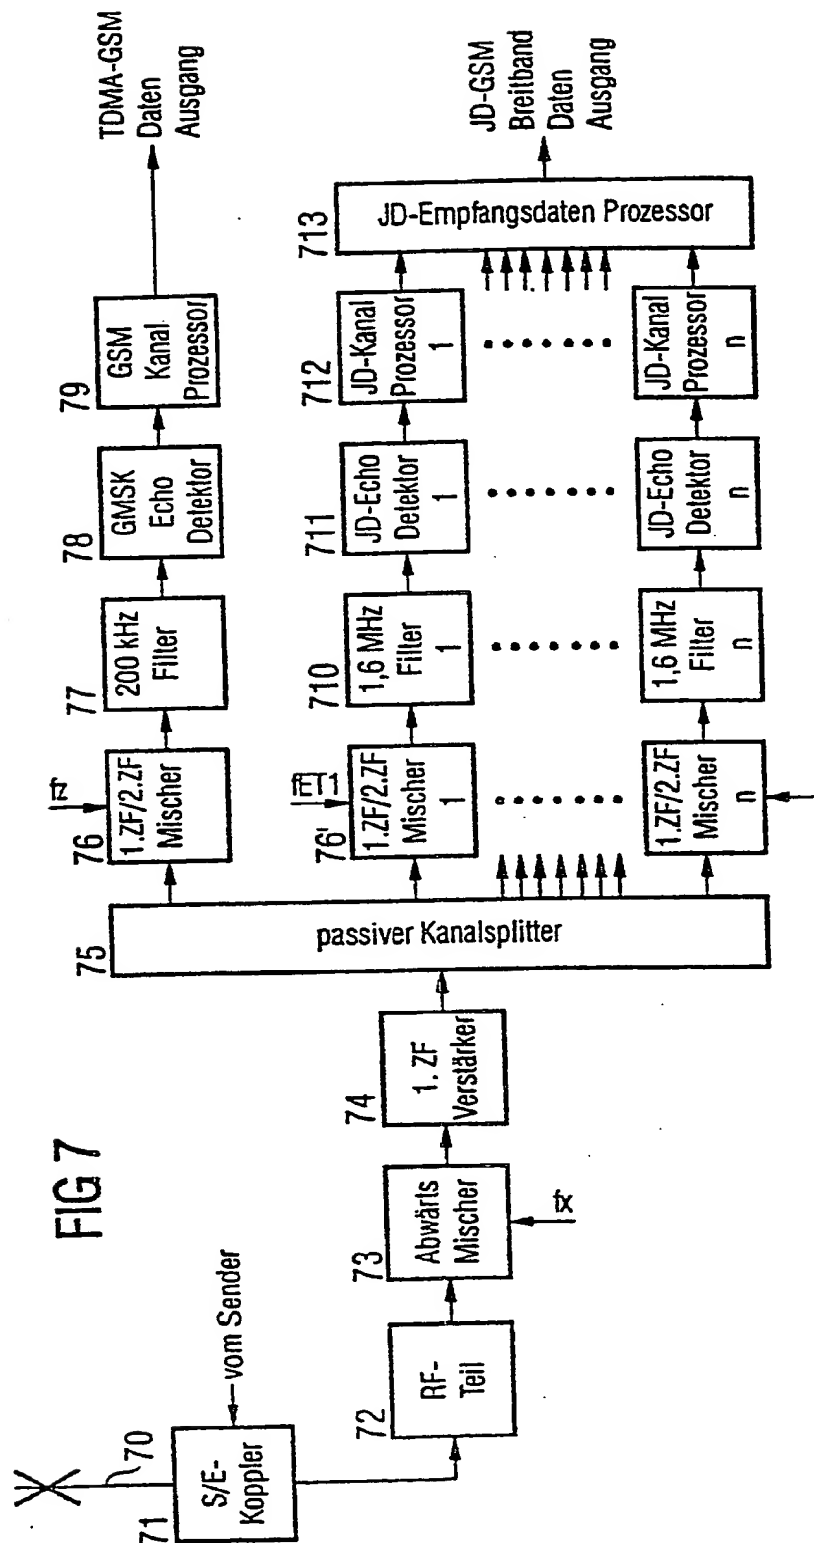 FIG 7
70
71
S/E-
Koppler
vom Sender
72
RF-
Teil
73
Abwärts
Mischer
fx
74
1. ZF
Verstärker
75
passiver Kanalsplitter
fz
76
1.ZF/2.ZF
Mischer
77
200 kHz
Filter
78
GMSK
Echo
Detektor
79
GSM
Kanal
Prozessor
TDMA-GSM
Daten
Ausgang
fET1
76'
1.ZF/2.ZF
Mischer
1
710
1,6 MHz
Filter
1
711
JD-Echo
Detektor
1
712
JD-Kanal
Prozessor
1
713
JD-Empfangsdaten Prozessor
JD-GSM
Breitband
Daten
Ausgang
1.ZF/2.ZF
Mischer
n
1,6 MHz
Filter
n
JD-Echo
Detektor
n
JD-Kanal
Prozessor
n